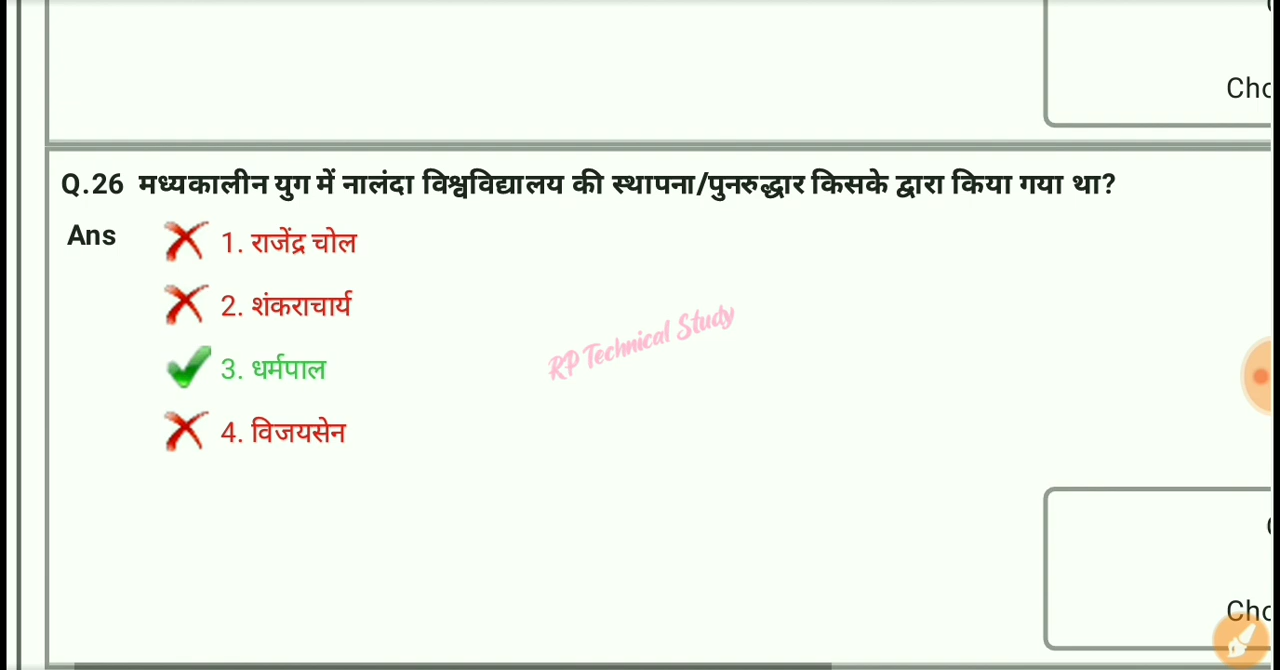 Cho
Q.26 मध्यकालीन युग में नालंदा विश्वविद्यालय की स्थापना/पुनरुद्धार किसके द्वारा किया गया था?
Ans
1. राजेंद्र चोल
2. शंकराचार्य
3. धर्मपाल
4. विजयसेन
RP Technical Study
Cho